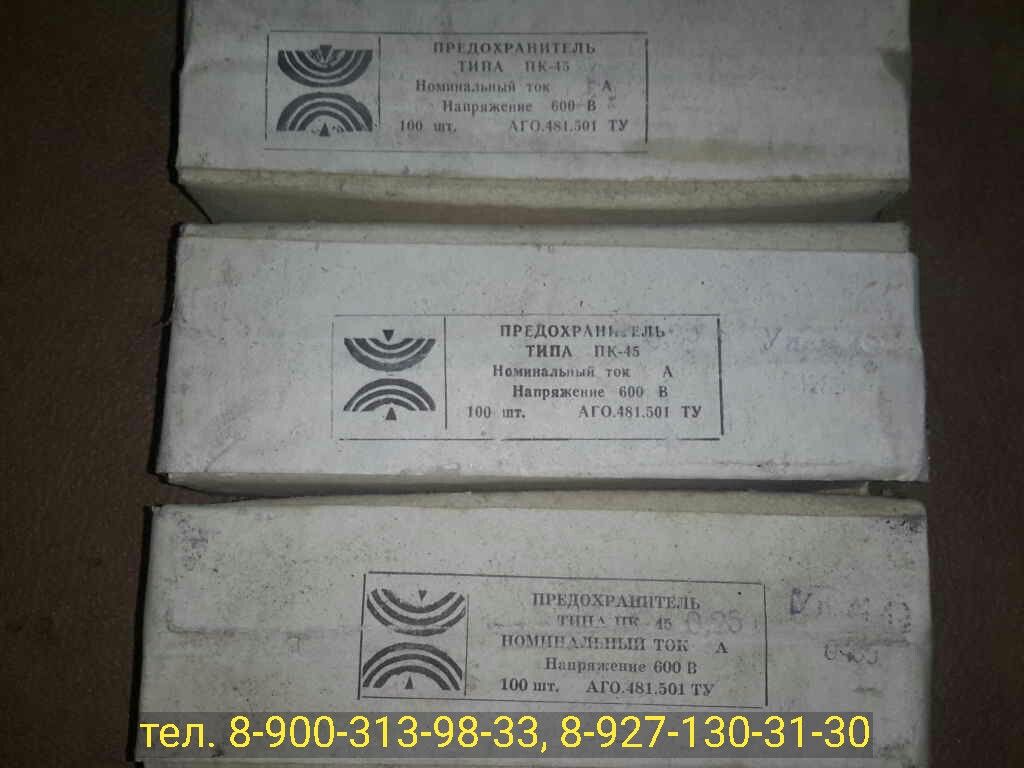 ПРЕДОХРАНИТЕЛЬ
ТИПА ПК-45
Номинальный ток А
Напряжение 600 В
100 шт. АГО.481.501 ТУ
ПРЕДОХРАНИТЕЛЬ
ТИПА ПК-45
Номинальный ток А
Напряжение 600 В
100 шт. АГО.481.501 ТУ
ПРЕДОХРАНИТЕЛЬ
ТИПА ПК-45 0,25
НОМИНАЛЬНЫЙ ТОК А
Напряжение 600 В
100 шт. АГО.481.501 ТУ
тел. 8-900-313-98-33, 8-927-130-31-30